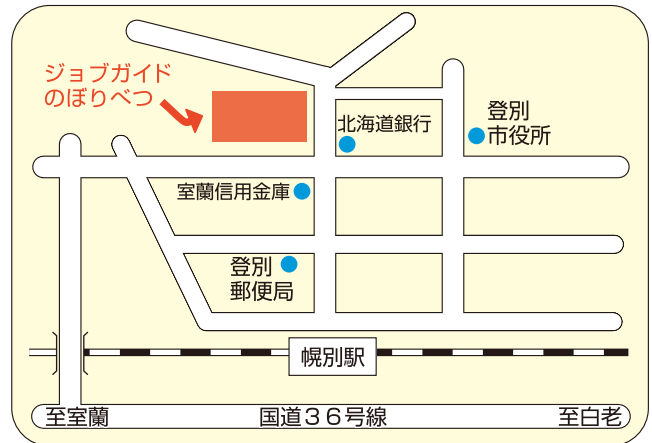 ジョブガイド
のぼりべつ
北海道銀行
登別
市役所
室蘭信用金庫
登別
郵便局
幌別駅
至室蘭
国道３６号線
至白老